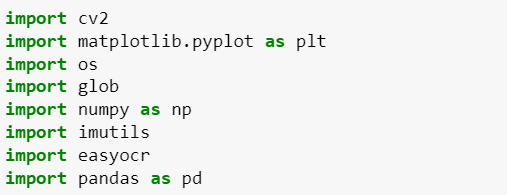 import cv2
import matplotlib.pyplot as plt
import os
import glob
import numpy as np
import imutils
import easyocr
import pandas as pd